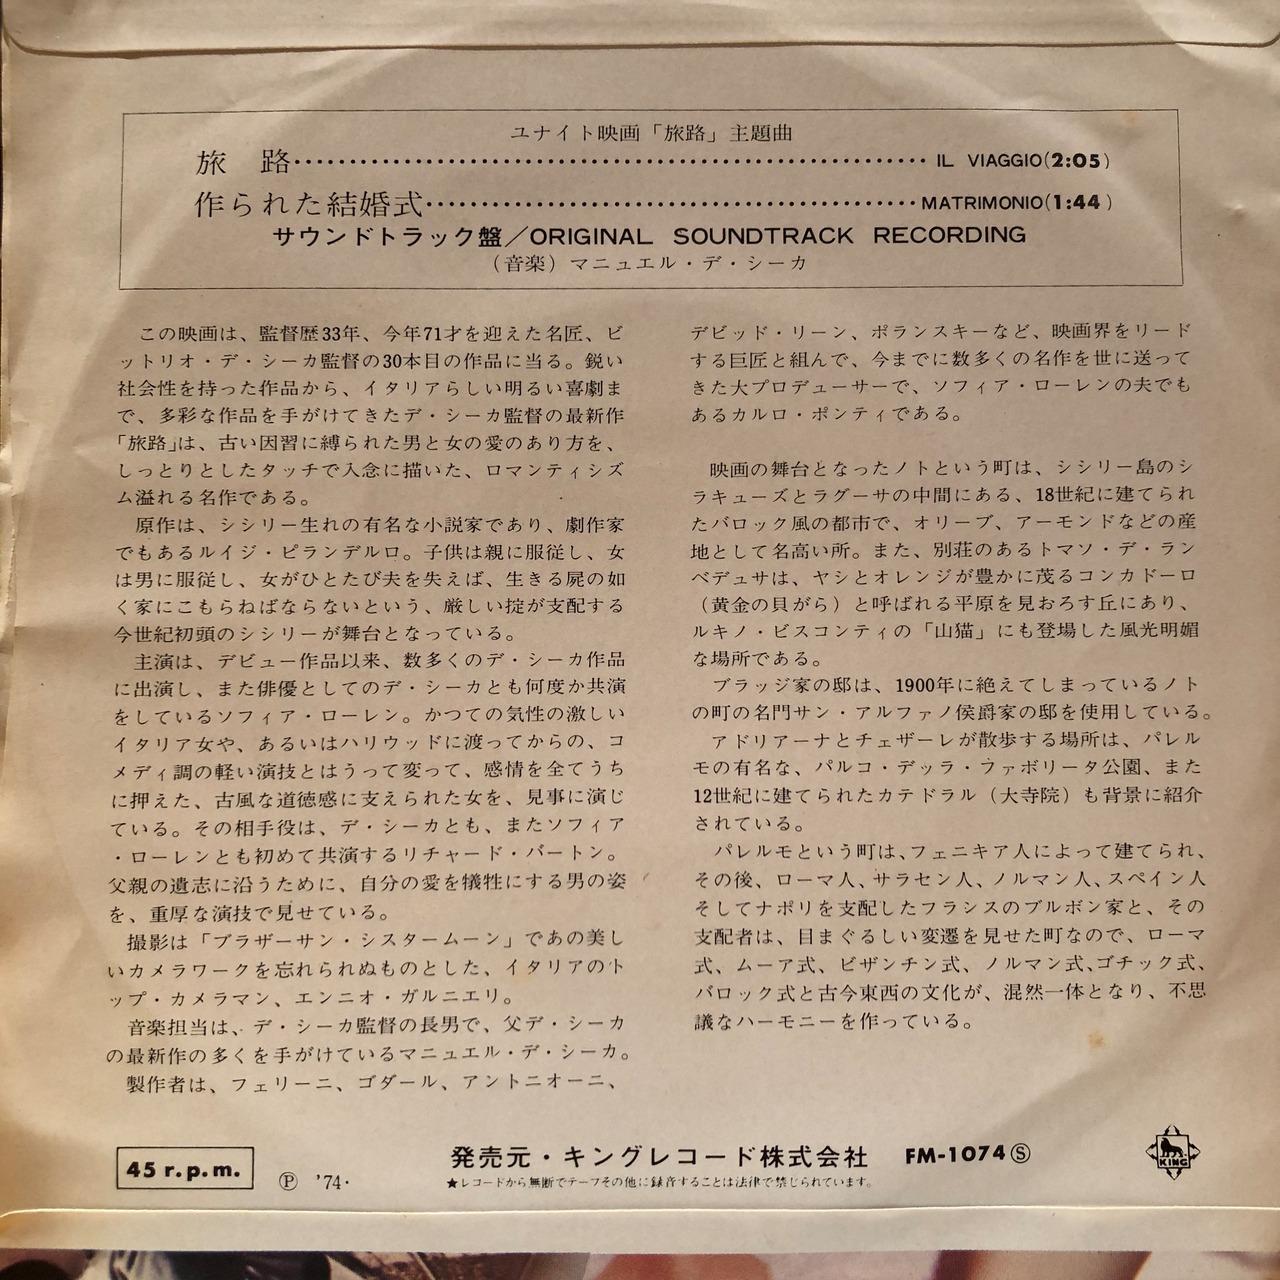 ユナイト映画「旅路」主題曲
旅　路・・・・・・・・・・・・・・・・・・・・・・・・・・・・・・IL VIAGGIO(2:05)
作られた結婚式・・・・・・・・・・・・・・・・・・・・・・・・MATRIMONIO(1:44)
サウンドトラック盤／ORIGINAL SOUNDTRACK RECORDING
（音楽）マニュエル・デ・シーカ
この映画は、監督歴33年、今年71才を迎えた名匠、ビ
ットリオ・デ・シーカ監督の30本目の作品に当る。鋭い
社会性を持った作品から、イタリアらしい明るい喜劇ま
で、多彩な作品を手がけてきたデ・シーカ監督の最新作
「旅路」は、古い因習に縛られた男と女の愛のあり方を、
しっとりとしたタッチで入念に描いた、ロマンティシズ
ム溢れる名作である。
原作は、シシリー生れの有名な小説家であり、劇作家
でもあるルイジ・ピランデルロ。子供は親に服従し、女
は男に服従し、女がひとたび夫を失えば、生きる屍の如
く家にこもらねばならないという、厳しい掟が支配する
今世紀初頭のシシリーが舞台となっている。
主演は、デビュー作品以来、数多くのデ・シーカ作品
に出演し、また俳優としてのデ・シーカとも何度か共演
をしているソフィア・ローレン。かつての気性の激しい
イタリア女や、あるいはハリウッドに渡ってからの、コ
メディ調の軽い演技とはうって変って、感情を全てうち
に押えた、古風な道徳感に支えられた女を、見事に演じ
ている。その相手役は、デ・シーカとも、またソフィア
・ローレンとも初めて共演するリチャード・バートン。
父親の遺志に沿うために、自分の愛を犠牲にする男の姿
を、重厚な演技で見せている。
撮影は「ブラザーサン・シスタームーン」であの美し
いカメラワークを忘れられぬものとした、イタリアのト
ップ・カメラマン、エンニオ・ガルニエリ。
音楽担当は、デ・シーカ監督の長男で、父デ・シーカ
の最新作の多くを手がけているマニュエル・デ・シーカ。
製作者は、フェリーニ、ゴダール、アントニオーニ、
デビッド・リーン、ポランスキーなど、映画界をリード
する巨匠と組んで、今までに数多くの名作を世に送って
きた大プロデューサーで、ソフィア・ローレンの夫でも
あるカルロ・ポンティである。
映画の舞台となったノトという町は、シシリー島のシ
ラキューズとラグーサの中間にある、18世紀に建てられ
たバロック風の都市で、オリーブ、アーモンドなどの産
地として名高い所。また、別荘のあるトマソ・デ・ラン
ペデュサは、ヤシとオレンジが豊かに茂るコンカドーロ
（黄金の貝がら）と呼ばれる平原を見おろす丘にあり、
ルキノ・ビスコンティの「山猫」にも登場した風光明媚
な場所である。
ブラッジ家の邸は、1900年に絶えてしまっているノト
の町の名門サン・アルファノ侯爵家の邸を使用している。
アドリアーナとチェザーレが散歩する場所は、パレル
モの有名な、パルコ・デッラ・ファボリータ公園、また
12世紀に建てられたカテドラル（大寺院）も背景に紹介
されている。
パレルモという町は、フェニキア人によって建てられ、
その後、ローマ人、サラセン人、ノルマン人、スペイン人
そしてナポリを支配したフランスのブルボン家と、その
支配者は、目まぐるしい変遷を見せた町なので、ローマ
式、ムーア式、ビザンチン式、ノルマン式、ゴチック式、
バロック式と古今東西の文化が、混然一体となり、不思
議なハーモニーを作っている。
45 r.p.m.
Ⓟ '74・
発売元・キングレコード株式会社　FM-1074Ⓢ
★レコードから無断でテープその他に録音することは法律で禁じられています。
KING